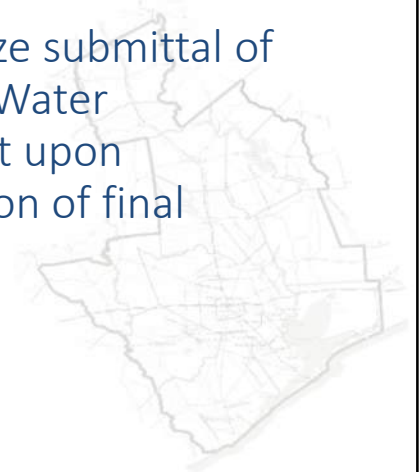 ze submittal of
Water
t upon
on of final